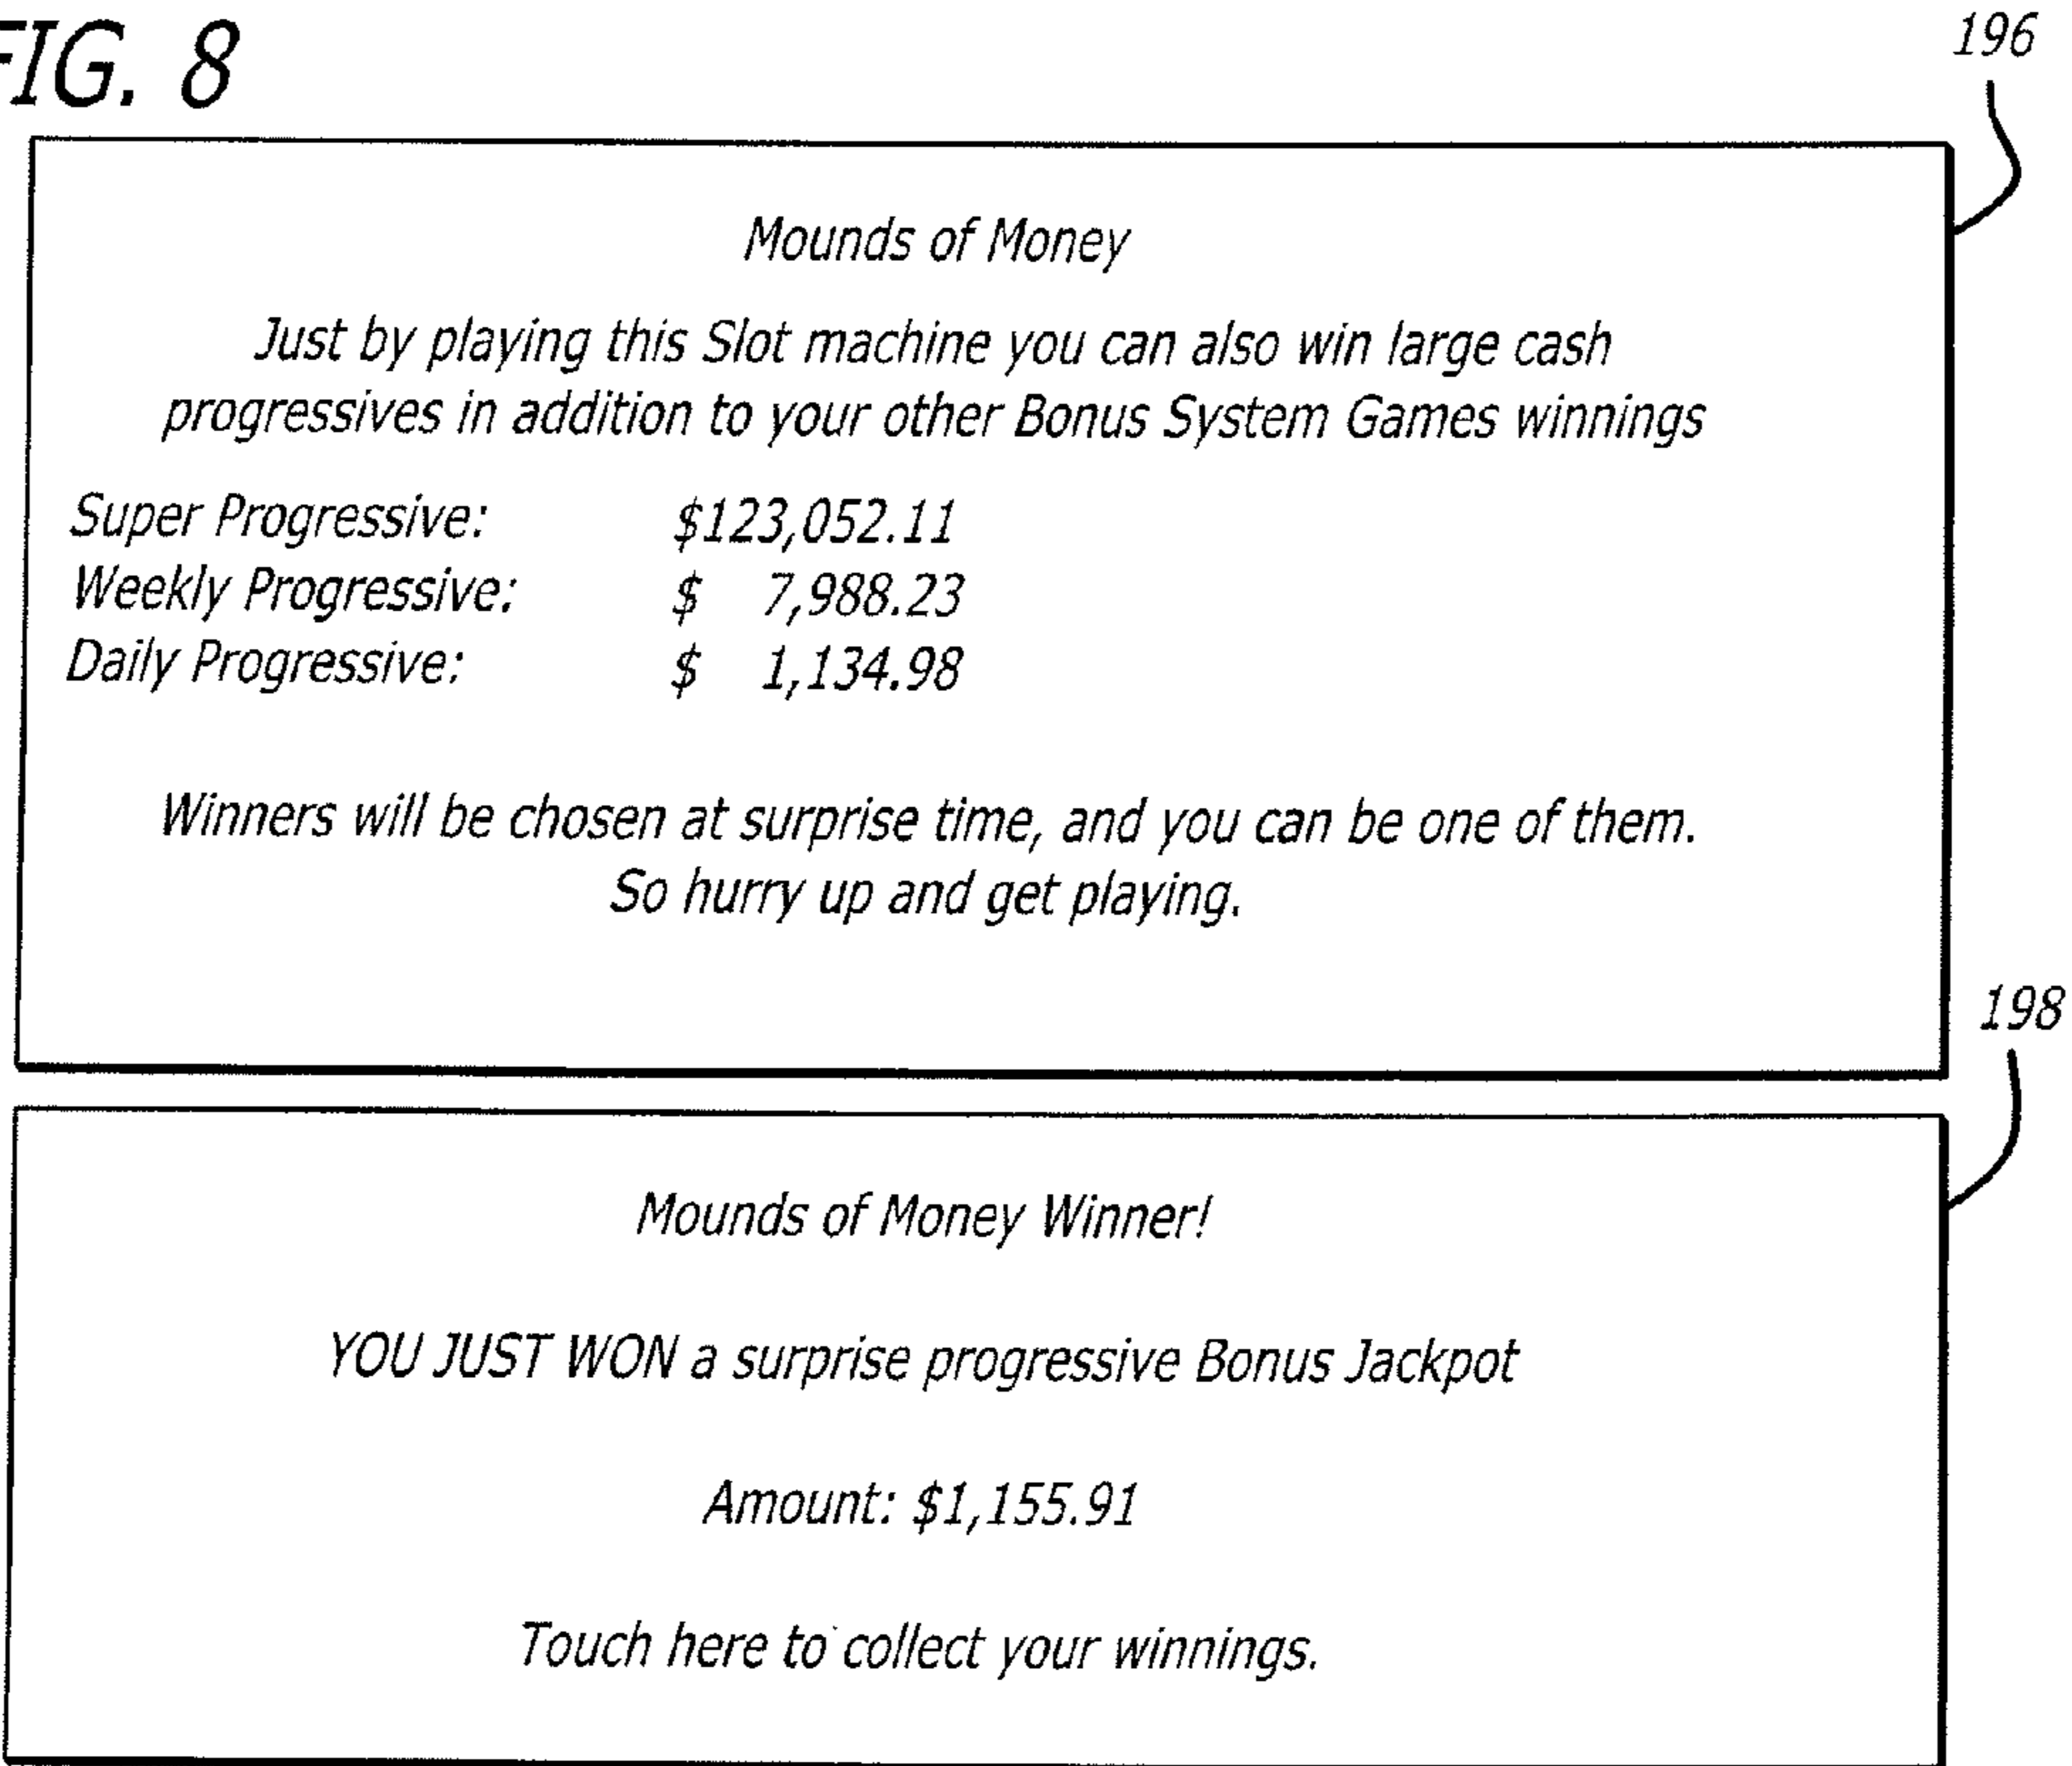 FIG. 8
196
Mounds of Money
Just by playing this Slot machine you can also win large cash
progressives in addition to your other Bonus System Games winnings
Super Progressive: $123,052.11
Weekly Progressive: $ 7,988.23
Daily Progressive: $ 1,134.98
Winners will be chosen at surprise time, and you can be one of them.
So hurry up and get playing.
198
Mounds of Money Winner!
YOU JUST WON a surprise progressive Bonus Jackpot
Amount: $1,155.91
Touch here to collect your winnings.